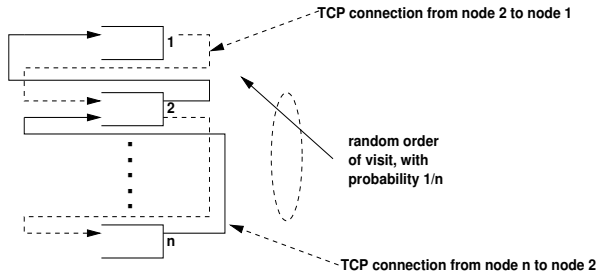 TCP connection from node 2 to node 1
1
2
random order
of visit, with
probability 1/n
n
TCP connection from node n to node 2